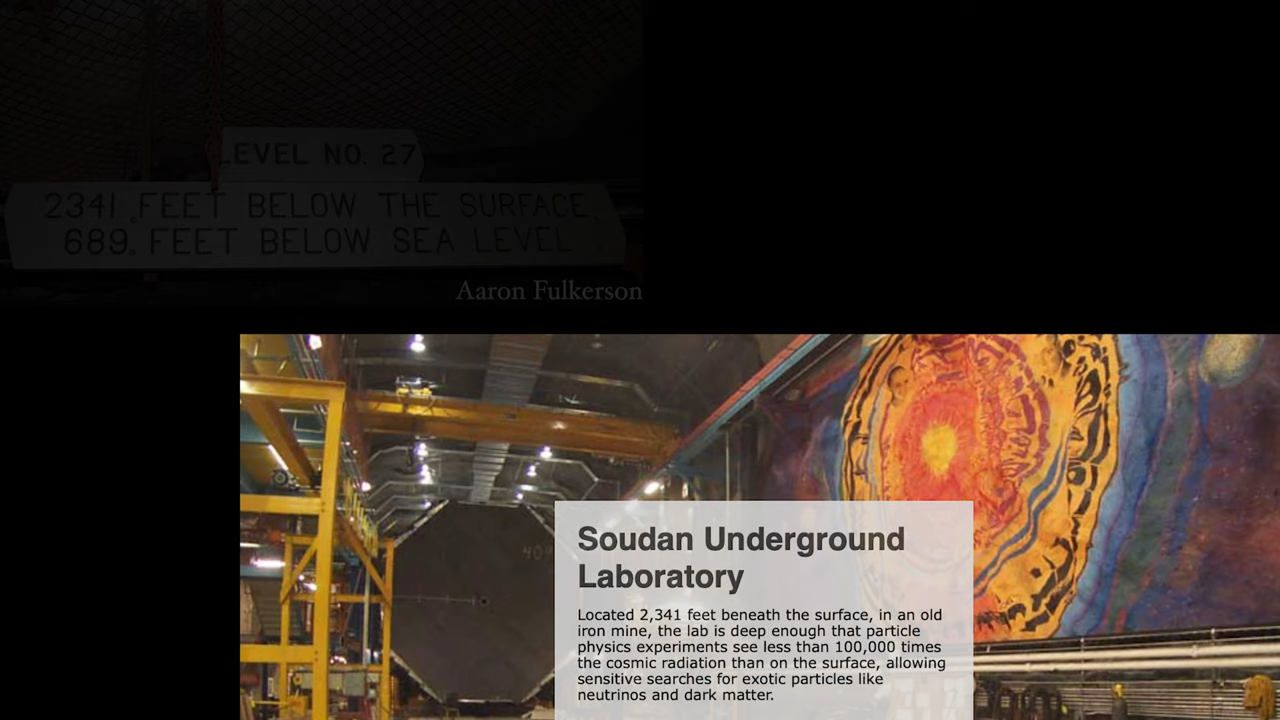 LEVEL NO. 27
2341 FEET BELOW THE SURFACE
689 FEET BELOW SEA LEVEL
Aaron Fulkerson
Soudan Underground
Laboratory
Located 2,341 feet beneath the surface, in an old
iron mine, the lab is deep enough that particle
physics experiments see less than 100,000 times
the cosmic radiation than on the surface, allowing
sensitive searches for exotic particles like
neutrinos and dark matter.